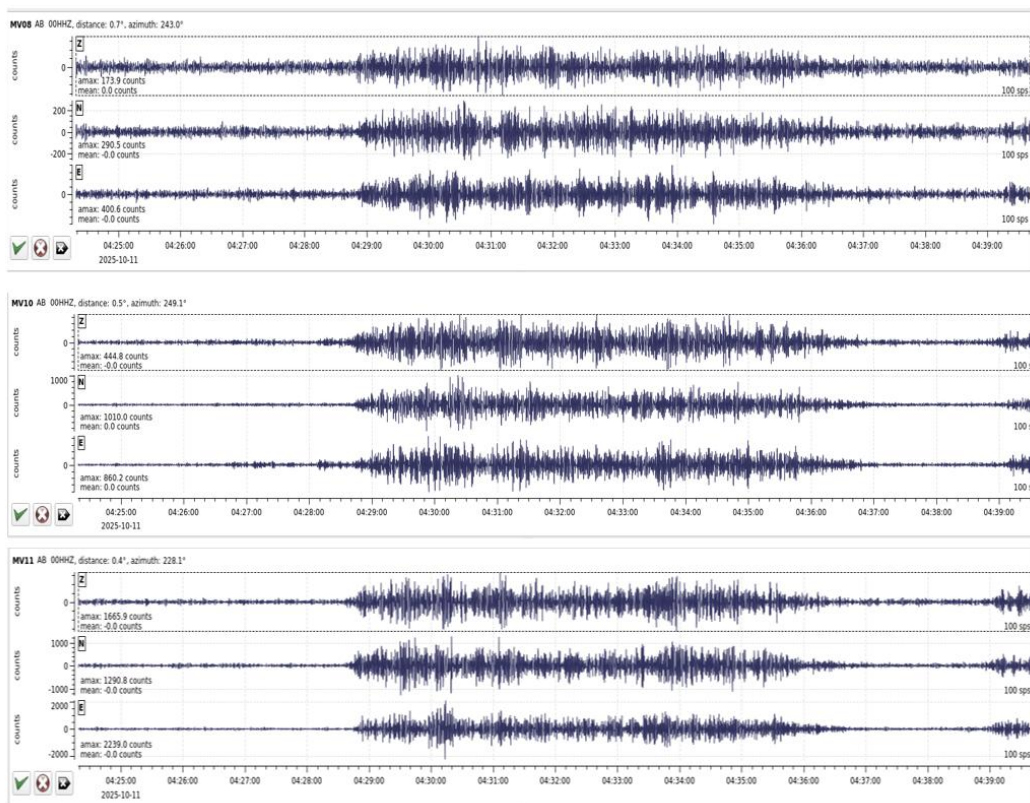 MV08 AB 00HHZ, distance: 0.7°, azimuth: 243.0°
counts
Z
0
amax: 173.9 counts
mean: 0.0 counts
100 sps
counts
N
200
0
-200
amax: 290.5 counts
mean: -0.0 counts
100 sps
counts
E
0
amax: 400.6 counts
mean: -0.0 counts
100 sps
04:25:00 04:26:00 04:27:00 04:28:00 04:29:00 04:30:00 04:31:00 04:32:00 04:33:00 04:34:00 04:35:00 04:36:00 04:37:00 04:38:00 04:39:00
2025-10-11
MV10 AB 00HHZ, distance: 0.5°, azimuth: 249.1°
counts
Z
0
amax: 444.8 counts
mean: -0.0 counts
100 s
counts
N
1000
0
amax: 1010.0 counts
mean: 0.0 counts
100 s
counts
E
0
amax: 860.2 counts
mean: 0.0 counts
100 s
04:25:00 04:26:00 04:27:00 04:28:00 04:29:00 04:30:00 04:31:00 04:32:00 04:33:00 04:34:00 04:35:00 04:36:00 04:37:00 04:38:00 04:39:00
2025-10-11
MV11 AB 00HHZ, distance: 0.4°, azimuth: 228.1°
counts
Z
0
amax: 1665.9 counts
mean: -0.0 counts
100 sps
counts
N
1000
0
-1000
amax: 1290.8 counts
mean: -0.0 counts
100 sps
counts
E
2000
0
-2000
amax: 2239.0 counts
mean: -0.0 counts
100 sps
04:25:00 04:26:00 04:27:00 04:28:00 04:29:00 04:30:00 04:31:00 04:32:00 04:33:00 04:34:00 04:35:00 04:36:00 04:37:00 04:38:00 04:39:00
2025-10-11